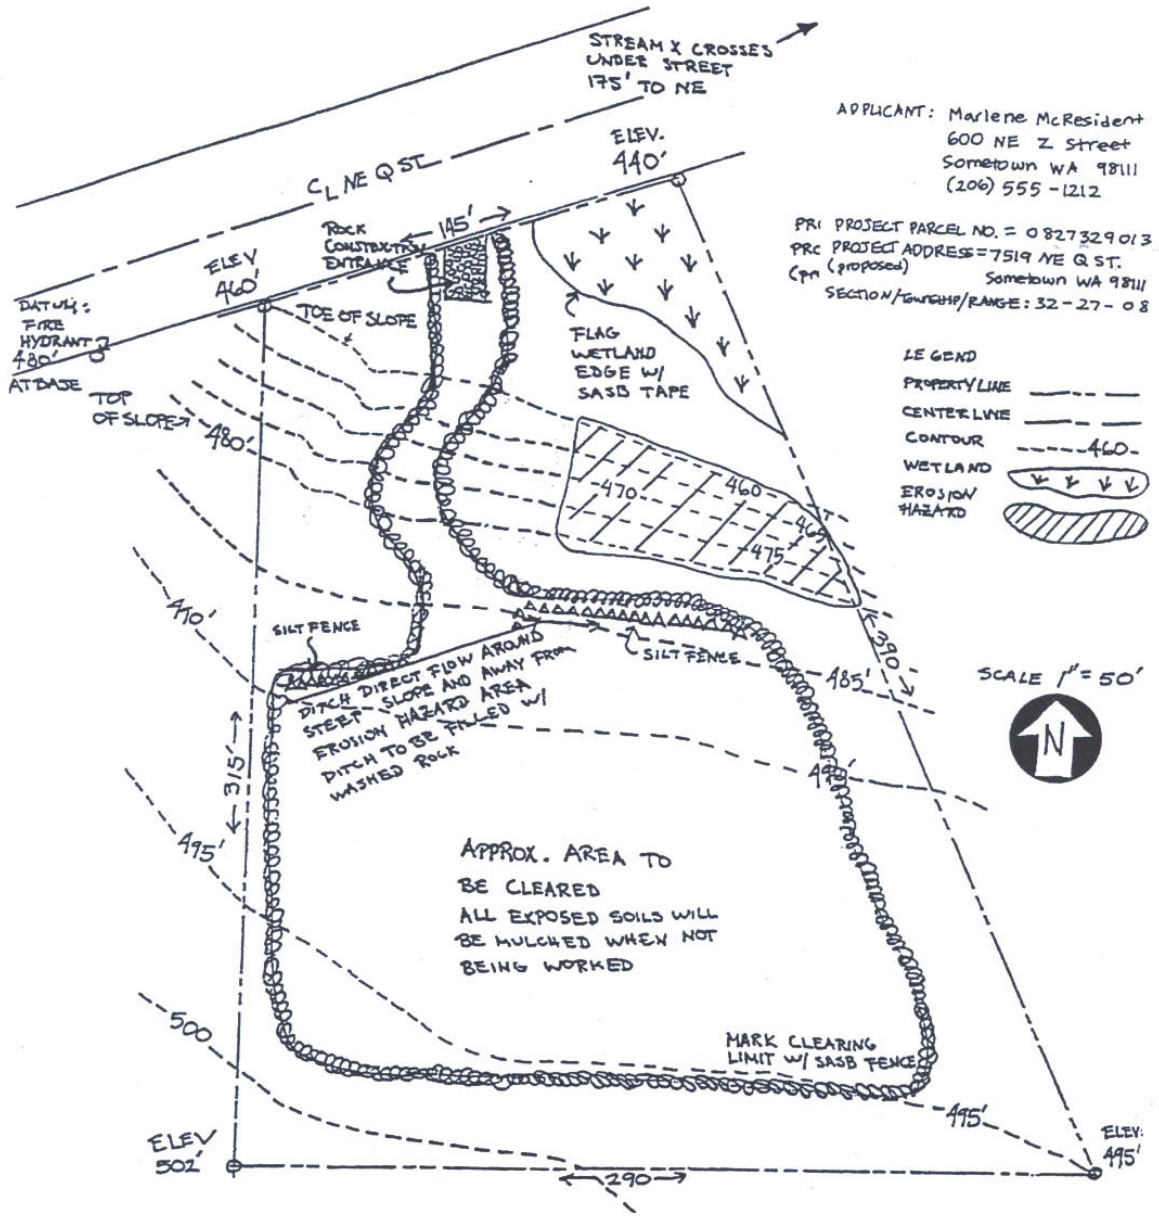 STREAM X CROSSES
UNDER STREET
175' TO NE
ELEV.
440'
CL NE Q ST.
145'
ROCK
CONSTRUCTION
ENTRANCE
ELEV
460'
DATUM:
FIRE
HYDRANT
480'
AT BASE
TOE OF SLOPE
TOP
OF SLOPE
480'
FLAG
WETLAND
EDGE W/
SASB TAPE
APPLICANT: Marlene McResident
600 NE Z Street
Sometown WA 98111
(206) 555-1212
PRI PROJECT PARCEL NO. = 0827329013
PRC PROJECT ADDRESS = 7519 NE Q ST.
(pr (proposed) Sometown WA 98111
SECTION/TOWNSHIP/RANGE: 32-27-08
LEGEND
PROPERTY LINE
CENTERLINE
CONTOUR 460
WETLAND
EROSION
HAZARD
470
460
465'
475
390
SCALE 1" = 50'
N
SILT FENCE
SILT FENCE
485'
DITCH DIRECT FLOW AROUND
STEEP SLOPE AND AWAY FROM
EROSION HAZARD AREA
DITCH TO BE FILLED W/
WASHED ROCK
315'
495'
APPROX. AREA TO
BE CLEARED
ALL EXPOSED SOILS WILL
BE MULCHED WHEN NOT
BEING WORKED
500
MARK CLEARING
LIMIT W/ SASB FENCE
495'
ELEV
502'
290
ELEV.
495'